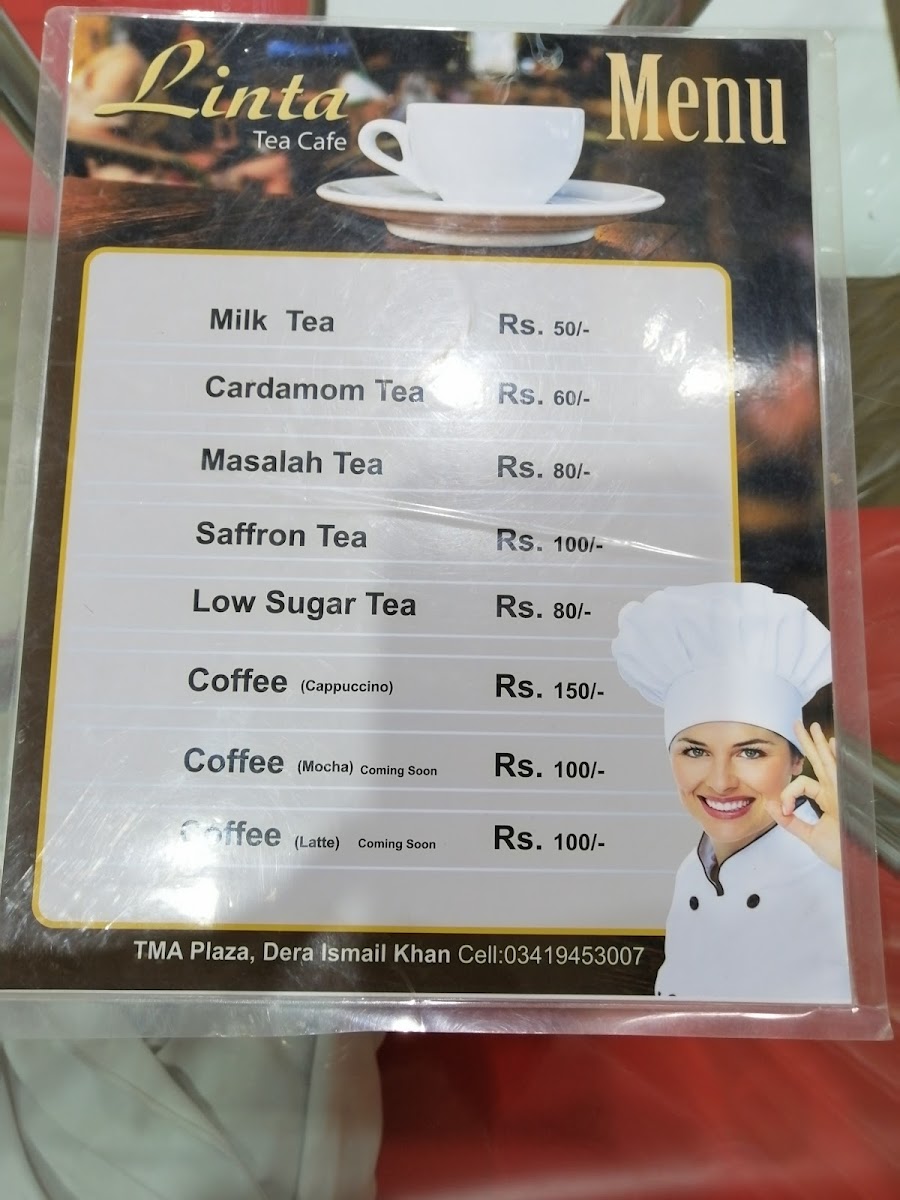 Linta
Tea Cafe
Menu
Milk Tea Rs. 50/-
Cardamom Tea Rs. 60/-
Masalah Tea Rs. 80/-
Saffron Tea Rs. 100/-
Low Sugar Tea Rs. 80/-
Coffee (Cappuccino) Rs. 150/-
Coffee (Mocha) Coming Soon Rs. 100/-
Coffee (Latte) Coming Soon Rs. 100/-
TMA Plaza, Dera Ismail Khan Cell:03419453007